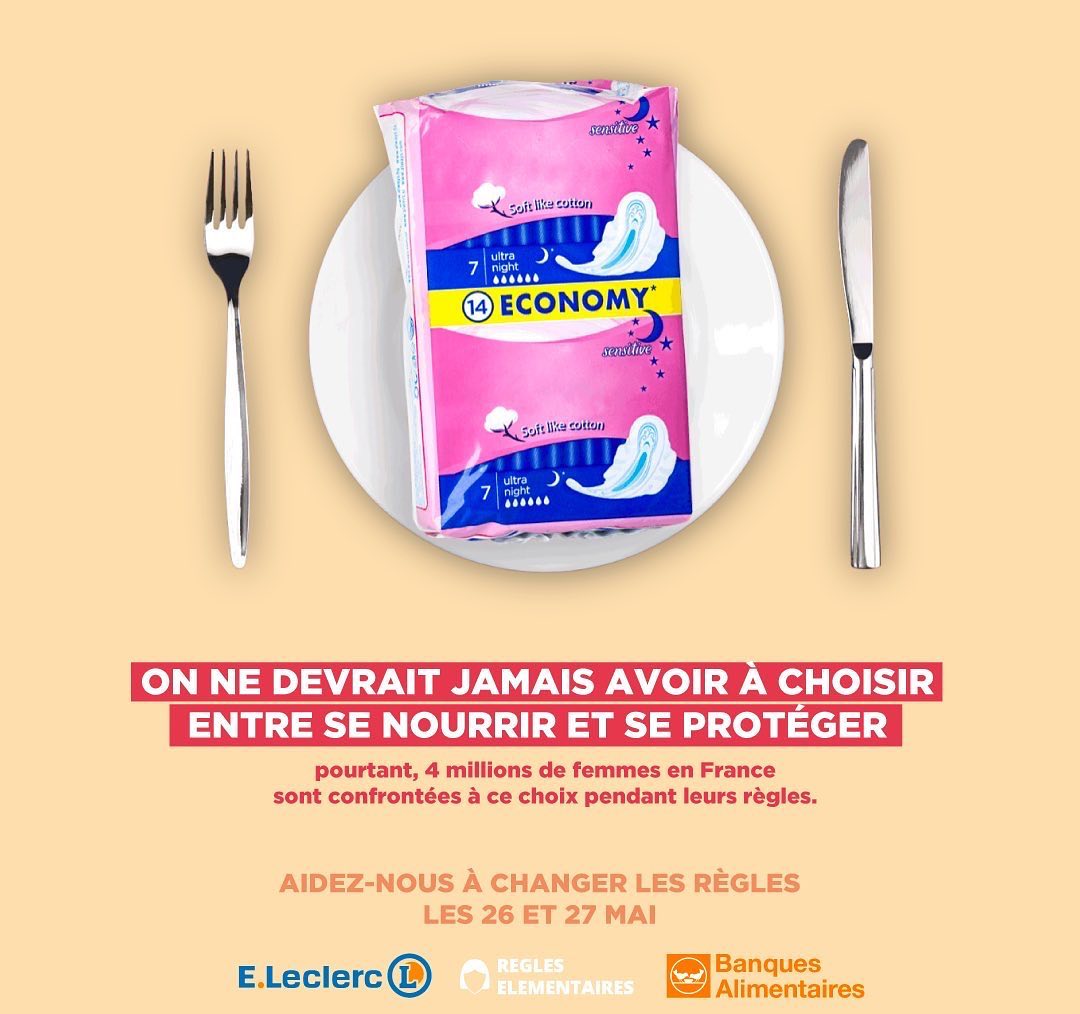 sensitive
Soft like cotton
7 ultra night
14 ECONOMY*
sensitive
Soft like cotton
7 ultra night
ON NE DEVRAIT JAMAIS AVOIR À CHOISIR
ENTRE SE NOURRIR ET SE PROTÉGER
pourtant, 4 millions de femmes en France
sont confrontées à ce choix pendant leurs règles.
AIDEZ-NOUS À CHANGER LES RÈGLES
LES 26 ET 27 MAI
E.Leclerc L
REGLES
ELEMENTAIRES
Banques
Alimentaires